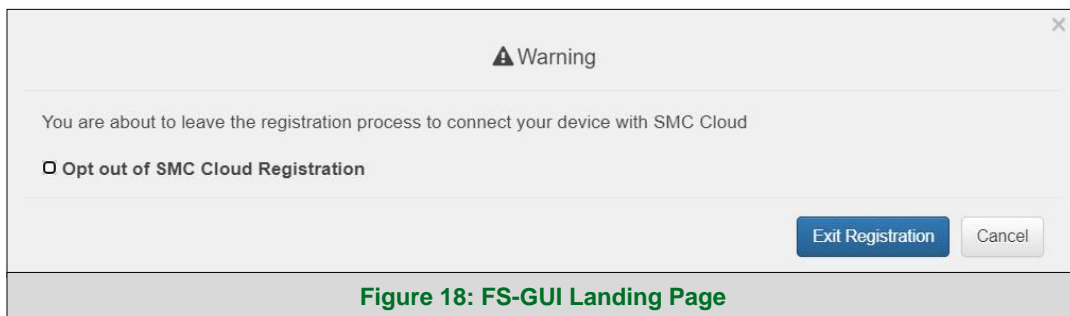 Warning
You are about to leave the registration process to connect your device with SMC Cloud
Opt out of SMC Cloud Registration
Exit Registration Cancel
Figure 18: FS-GUI Landing Page